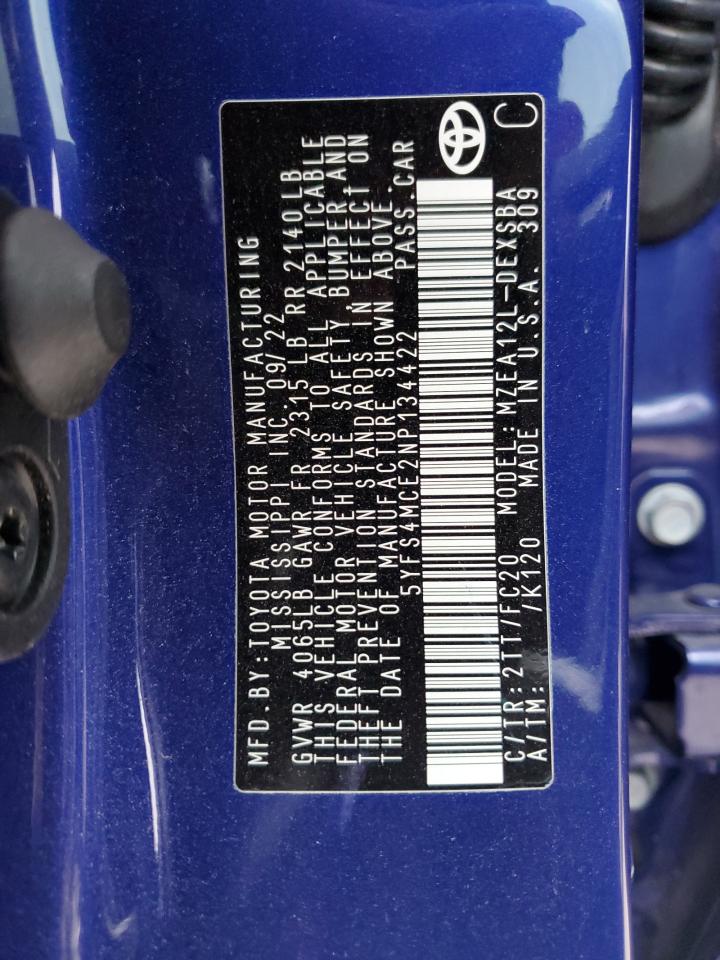 MFD.BY:TOYOTA MOTOR MANUFACTURING
MISSISSIPPI INC.09/22
GVWR 4065LB GAWR FR 2315 LB RR 2140LB
THIS VEHICLE CONFORMS TO ALL APPLICABLE
FEDERAL MOTOR VEHICLE SAFETY BUMPER AND
THEFT PREVENTION STANDARDS IN EFFECT ON
THE DATE OF MANUFACTURE SHOWN ABOVE.
5YFS4MCE2NP134422 PASS.CAR
C/TR:2TT/FC20 MODEL:MZEA12L-DEXSBA
A/TM: /K120 MADE IN U.S.A. 309
C